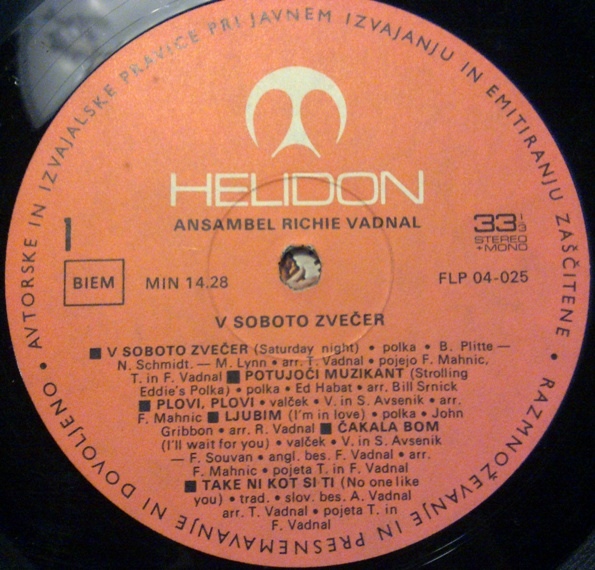 AVTORSKE IN IZVAJALSKE PRAVICE PRI JAVNEM IZVAJANJU IN EMITIRANJU ZAŠČITENE • RAZMNOŽEVANJE IN PRESNEMAVANJE NI DOVOLJENO •
HELIDON
ANSAMBEL RICHIE VADNAL
1
33 1/3
STEREO
+MONO
BIEM MIN 14.28 FLP 04-025
V SOBOTO ZVEČER
■ V SOBOTO ZVEČER (Saturday night) • polka • B. Plitte —
N. Schmidt. — M. Lynn • arr. T. Vadnal • pojejo F. Mahnic,
T. in F. Vadnal ■ POTUJOČI MUZIKANT (Strolling
Eddie's Polka) • polka • Ed Habat • arr. Bill Srnick
■ PLOVI, PLOVI • valček • V. in S. Avsenik • arr.
F. Mahnic ■ LJUBIM (I'm in love) • polka • John
Gribbon • arr. R. Vadnal ■ ČAKALA BOM
(I'll wait for you) • valček • V. in S. Avsenik
— F. Souvan • angl. bes. F. Vadnal • arr.
F. Mahnic • pojeta T. in F. Vadnal
■ TAKE NI KOT SI TI (No one like
you) • trad. • slov. bes. A. Vadnal
arr. T. Vadnal • pojeta T. in
F. Vadnal